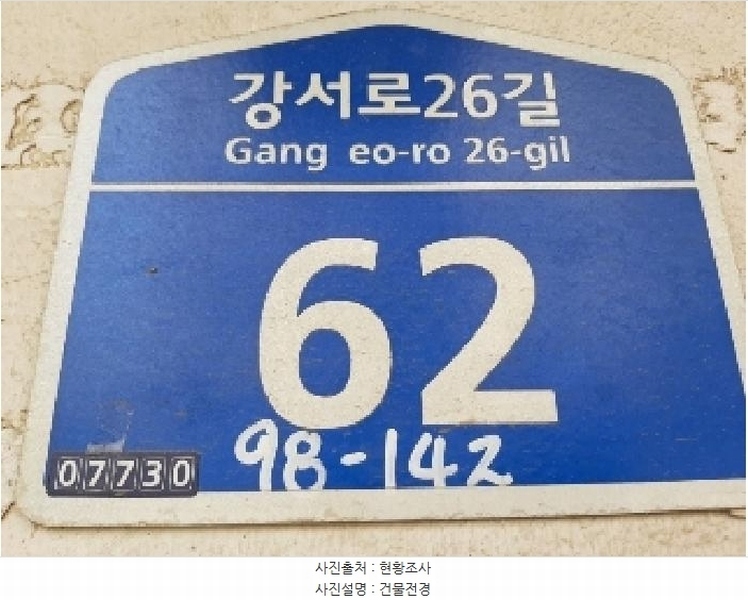 강서로26길
Gang eo-ro 26-gil
62
98-142
07730
사진출처 : 현황조사
사진설명 : 건물전경